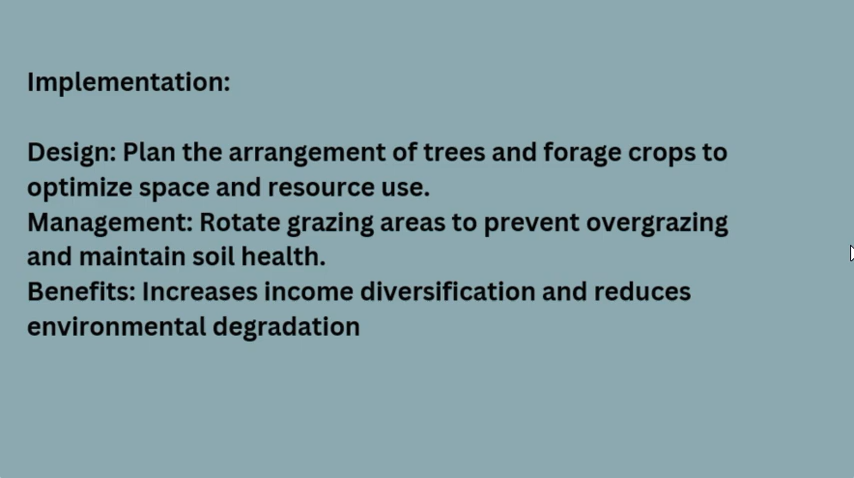 Implementation:
Design: Plan the arrangement of trees and forage crops to
optimize space and resource use.
Management: Rotate grazing areas to prevent overgrazing
and maintain soil health.
Benefits: Increases income diversification and reduces
environmental degradation